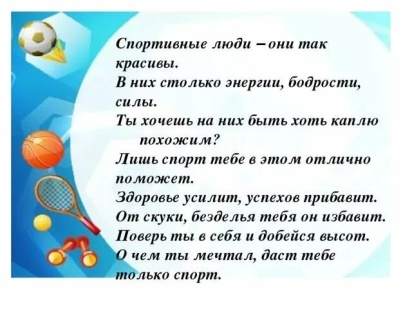 Спортивные люди – они так
красивы.
В них столько энергии, бодрости,
силы.
Ты хочешь на них быть хоть каплю
похожим?
Лишь спорт тебе в этом отлично
поможет.
Здоровье усилит, успехов прибавит.
От скуки, безделья тебя он избавит.
Поверь ты в себя и добейся высот.
О чем ты мечтал, даст тебе
только спорт.